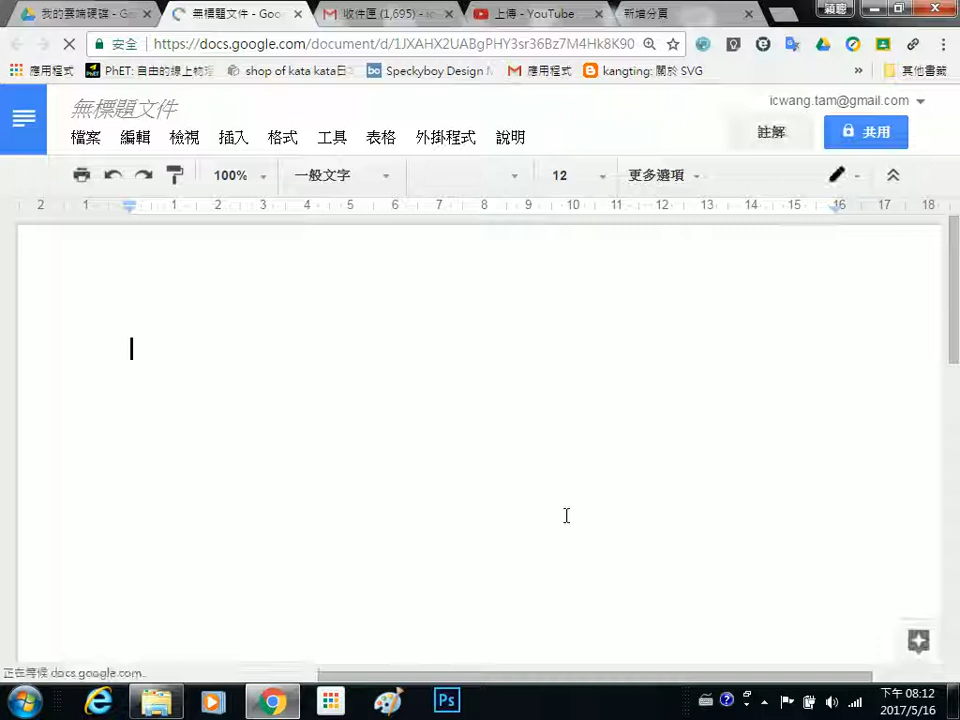 我的雲端硬碟 - G
無標題文件 - Goo
收件匣 (1,695) -
上傳 - YouTube
新增分頁
穎聰
安全
https://docs.google.com/document/d/1JXAHX2UABgPHY3sr36Bz7M4Hk8K90
應用程式
PhET: 自由的線上物理
shop of kata kata日
Speckyboy Design
應用程式
kangting: 關於 SVG
»
其他書籤
無標題文件
icwang.tam@gmail.com
檔案 編輯 檢視 插入 格式 工具 表格 外掛程式 說明
註解
共用
100%
一般文字
12
更多選項
2 1 1 2 3 4 5 6 7 8 9 10 11 12 13 14 15 16 17 18
正在等候 docs.google.com...
Ps
下午 08:12
2017/5/16